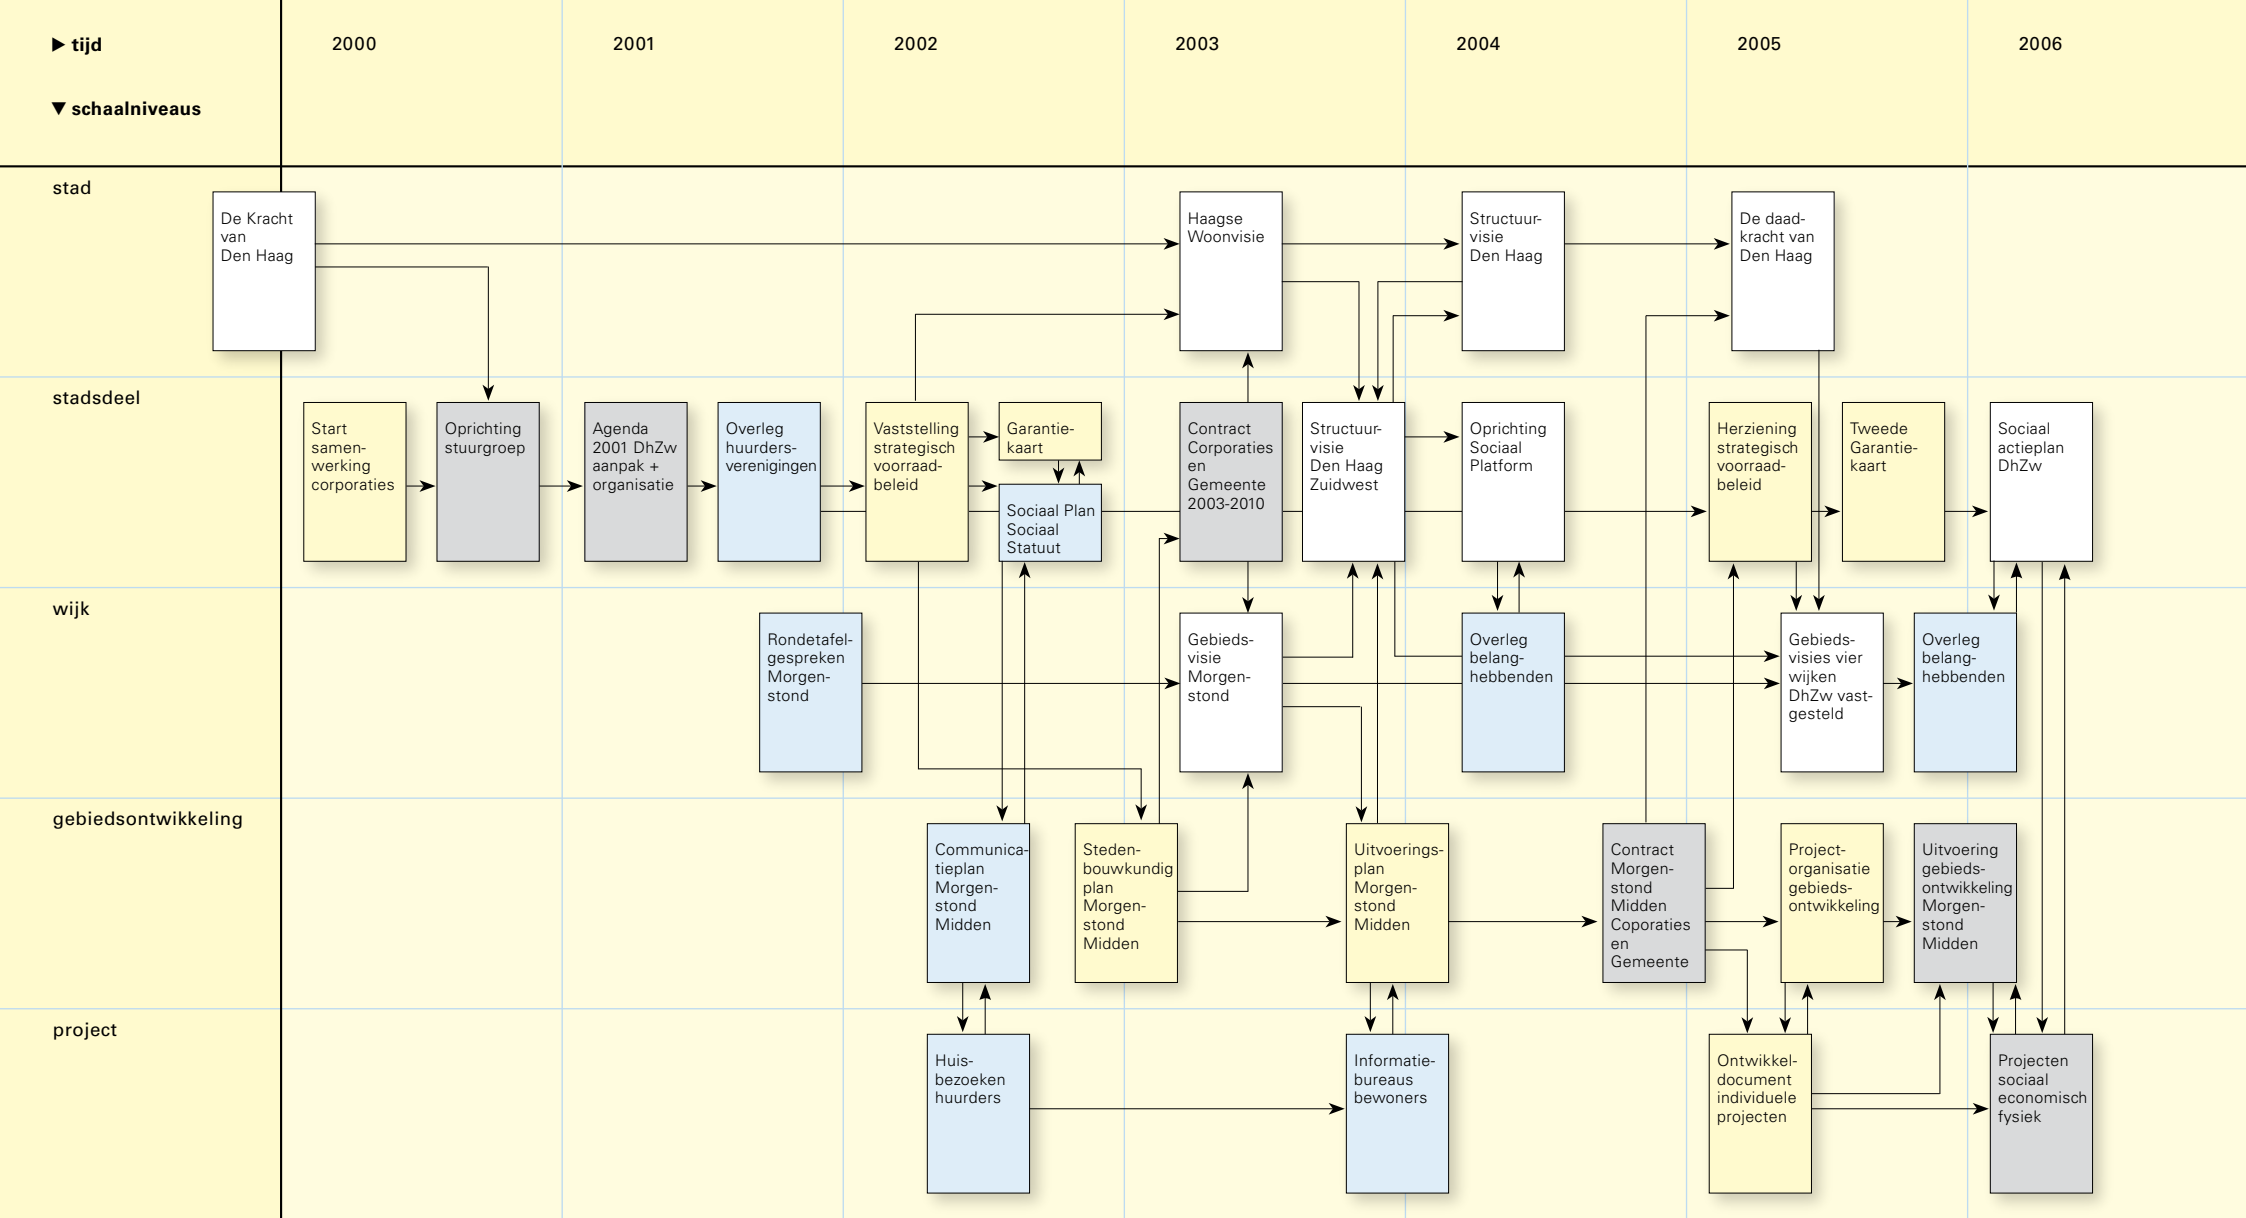 ▶ tijd
2000
2001
2002
2003
2004
2005
2006
▼ schaalniveaus
stad
De Kracht
van
Den Haag
Haagse
Woonvisie
Structuur-
visie
Den Haag
De daad-
kracht van
Den Haag
stadsdeel
Start
samen-
werking
corporaties
Oprichting
stuurgroep
Agenda
2001 DhZw
aanpak +
organisatie
Overleg
huurders-
verenigingen
Vaststelling
strategisch
voorraad-
beleid
Garantie-
kaart
Sociaal Plan
Sociaal
Statuut
Contract
Corporaties
en
Gemeente
2003-2010
Structuur-
visie
Den Haag
Zuidwest
Oprichting
Sociaal
Platform
Herziening
strategisch
voorraad-
beleid
Tweede
Garantie-
kaart
Sociaal
actieplan
DhZw
wijk
Rondetafel-
gespreken
Morgen-
stond
Gebieds-
visie
Morgen-
stond
Overleg
belang-
hebbenden
Gebieds-
visies vier
wijken
DhZw vast-
gesteld
Overleg
belang-
hebbenden
gebiedsontwikkeling
Communica-
tieplan
Morgen-
stond
Midden
Steden-
bouwkundig
plan
Morgen-
stond
Midden
Uitvoerings-
plan
Morgen-
stond
Midden
Contract
Morgen-
stond
Midden
Coporaties
en
Gemeente
Project-
organisatie
gebieds-
ontwikkeling
Uitvoering
gebieds-
ontwikkeling
Morgen-
stond
Midden
project
Huis-
bezoeken
huurders
Informatie-
bureaus
bewoners
Ontwikkel-
document
individuele
projecten
Projecten
sociaal
economisch
fysiek